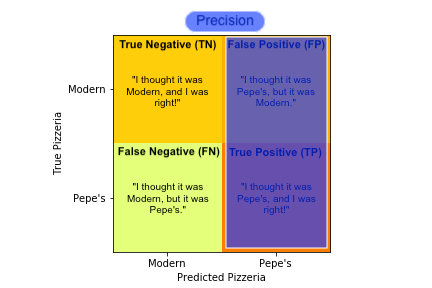 Precision
True Negative (TN)
False Positive (FP)
"I thought it was
Modern, and I was
right!"
"I thought it was
Pepe's, but it was
Modern."
Modern
False Negative (FN)
True Positive (TP)
"I thought it was
Modern, but it was
Pepe's."
"I thought it was
Pepe's, and I was
right!"
Pepe's
True Pizzeria
Modern
Pepe's
Predicted Pizzeria